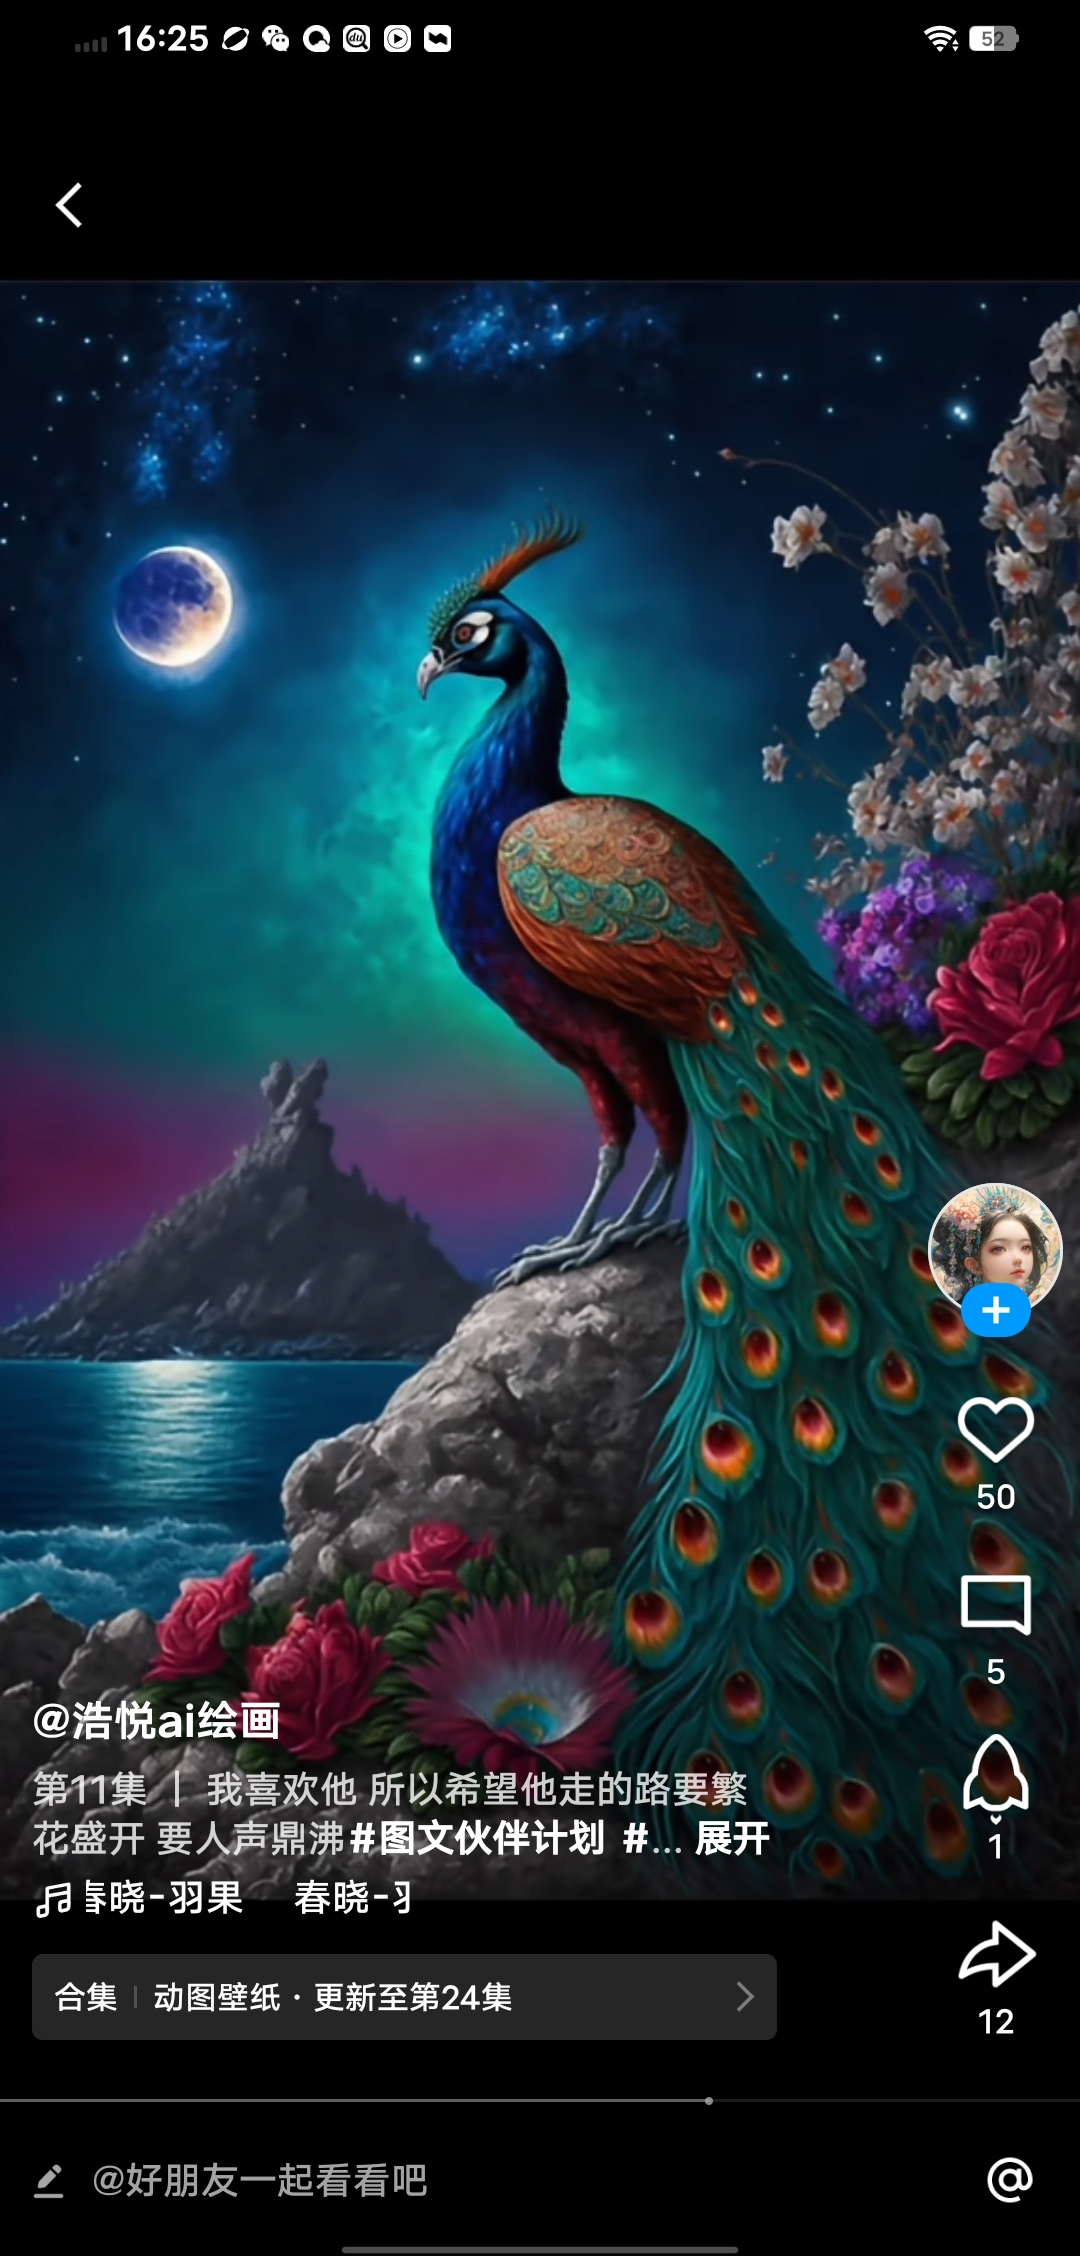 16:25
52
50
5
@浩悦ai绘画
第11集 | 我喜欢他 所以希望他走的路要繁
花盛开 要人声鼎沸#图文伙伴计划 #... 展开
1
春晓-羽果 春晓-羽
合集 | 动图壁纸 · 更新至第24集
12
@好朋友一起看看吧
@